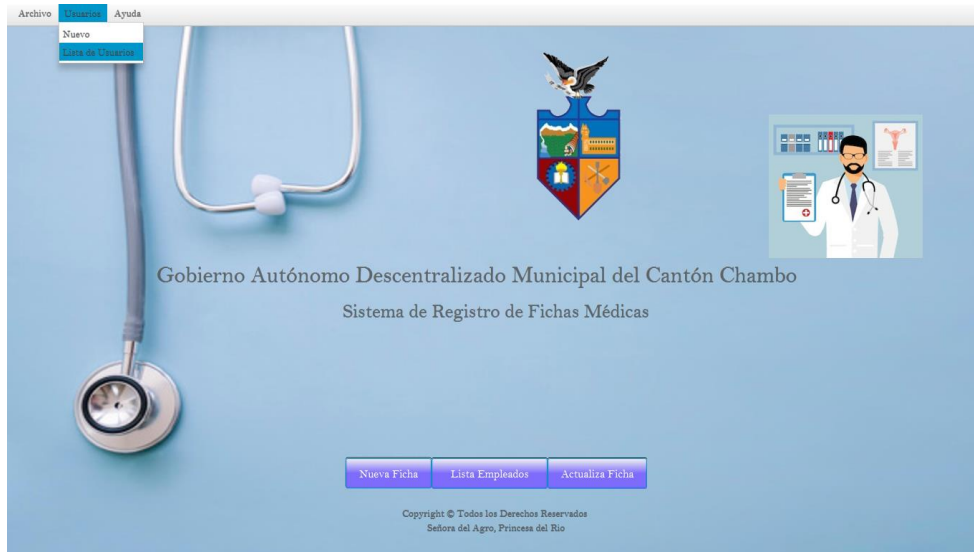 Archivo Usuarios Ayuda
Nuevo
Lista de Usuarios
Gobierno Autónomo Descentralizado Municipal del Cantón Chambo
Sistema de Registro de Fichas Médicas
Nueva Ficha Lista Empleados Actualiza Ficha
Copyright © Todos los Derechos Reservados
Señora del Agro, Princesa del Rio